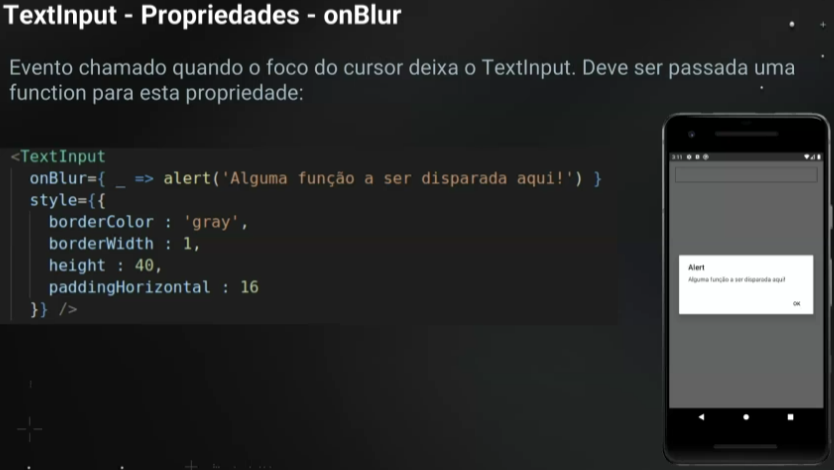 TextInput - Propriedades - onBlur
Evento chamado quando o foco do cursor deixa o TextInput. Deve ser passada uma
function para esta propriedade:
<TextInput
onBlur={ _ => alert('Alguma função a ser disparada aqui!') }
style={{
borderColor : 'gray',
borderWidth : 1,
height : 40,
paddingHorizontal : 16
}} />
3:11
Alert
Alguma função a ser disparada aqui!
OK